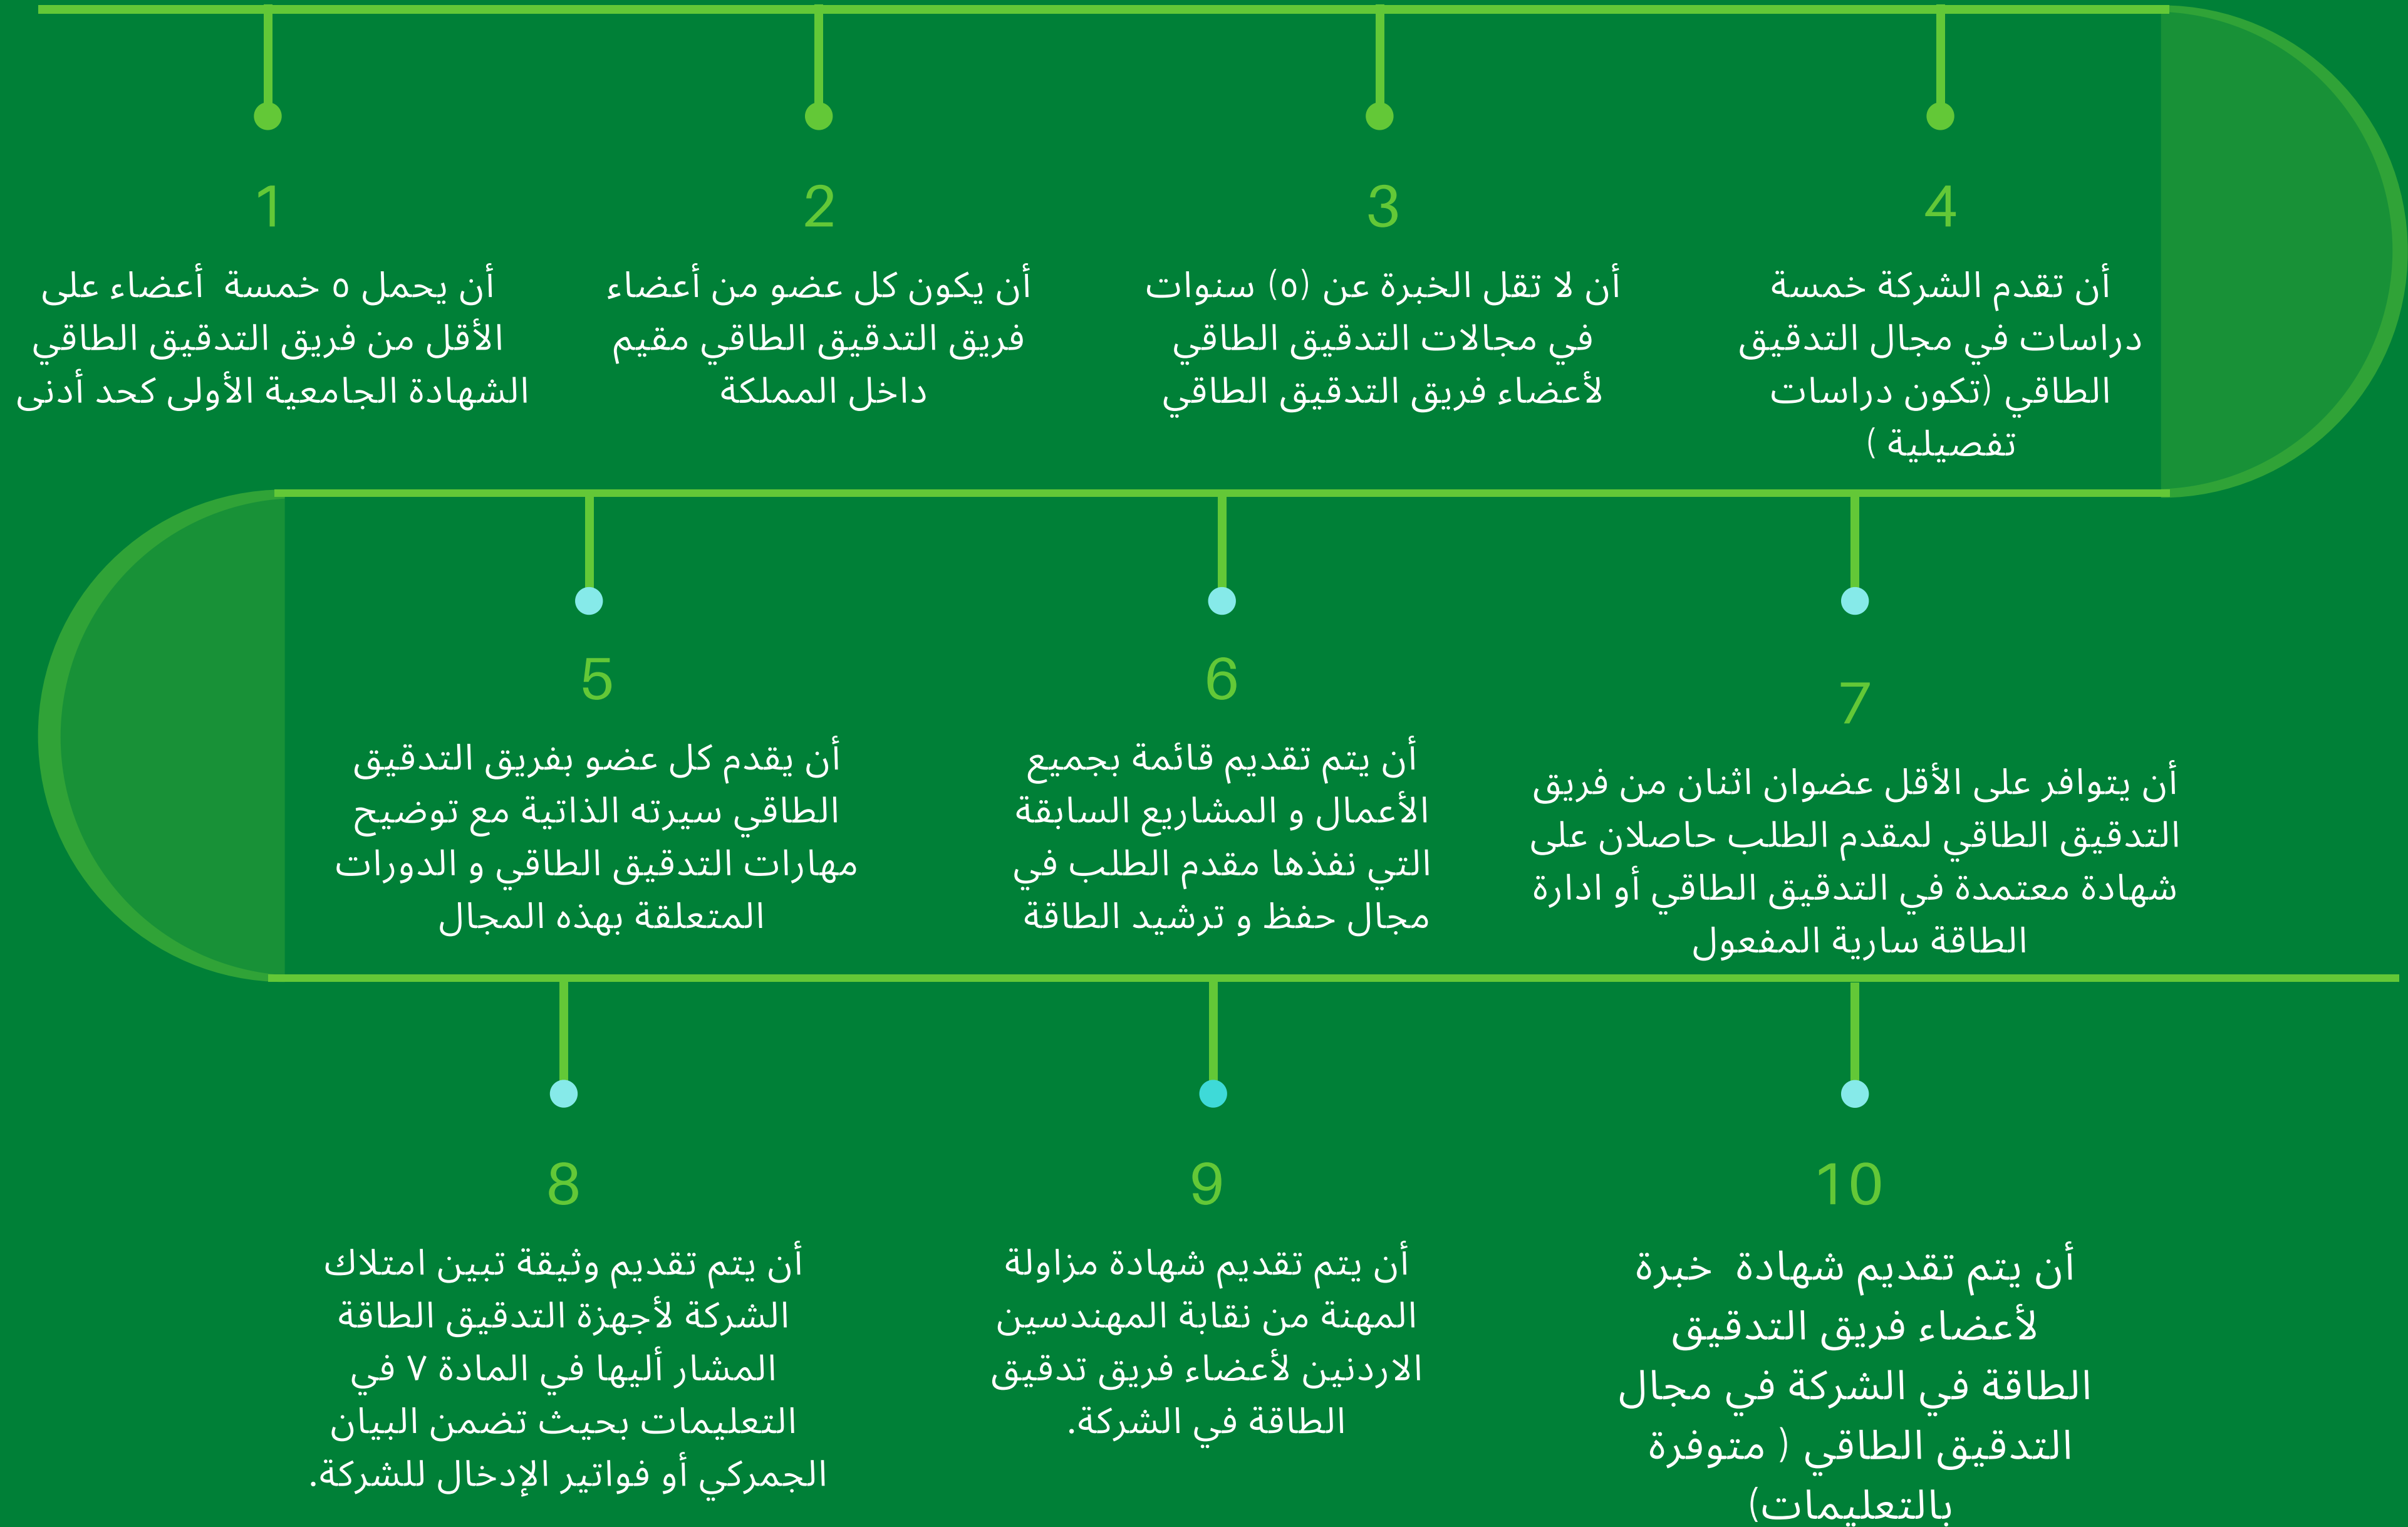 1
أن يحمل ٥ خمسة أعضاء على
الأقل من فريق التدقيق الطاقي
الشهادة الجامعية الأولى كحد أدنى
2
أن يكون كل عضو من أعضاء
فريق التدقيق الطاقي مقيم
داخل المملكة
3
أن لا تقل الخبرة عن (٥) سنوات
في مجالات التدقيق الطاقي
لأعضاء فريق التدقيق الطاقي
4
أن تقدم الشركة خمسة
دراسات في مجال التدقيق
الطاقي (تكون دراسات
تفصيلية )
5
أن يقدم كل عضو بفريق التدقيق
الطاقي سيرته الذاتية مع توضيح
مهارات التدقيق الطاقي و الدورات
المتعلقة بهذه المجال
6
أن يتم تقديم قائمة بجميع
الأعمال و المشاريع السابقة
التي نفذها مقدم الطلب في
مجال حفظ و ترشيد الطاقة
7
أن يتوافر على الأقل عضوان اثنان من فريق
التدقيق الطاقي لمقدم الطلب حاصلان على
شهادة معتمدة في التدقيق الطاقي أو ادارة
الطاقة سارية المفعول
8
أن يتم تقديم وثيقة تبين امتلاك
الشركة لأجهزة التدقيق الطاقة
المشار أليها في المادة ٧ في
التعليمات بحيث تضمن البيان
الجمركي أو فواتير الإدخال للشركة.
9
أن يتم تقديم شهادة مزاولة
المهنة من نقابة المهندسين
الاردنين لأعضاء فريق تدقيق
الطاقة في الشركة.
10
أن يتم تقديم شهادة خبرة
لأعضاء فريق التدقيق
الطاقة في الشركة في مجال
التدقيق الطاقي ( متوفرة
بالتعليمات)